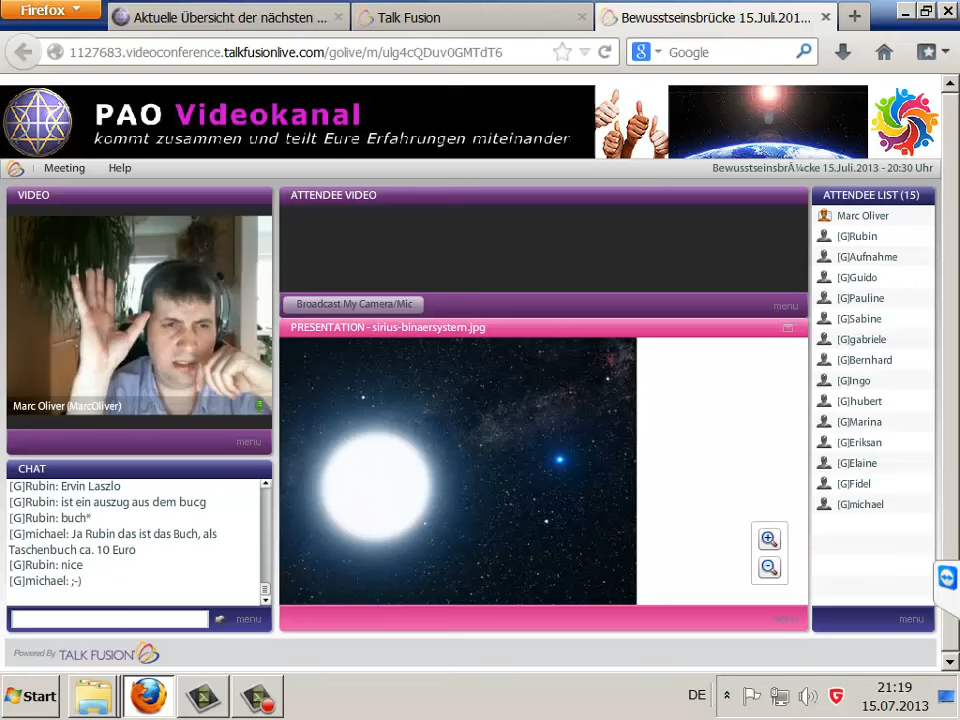 Firefox
Aktuelle Übersicht der nächsten ...
Talk Fusion
Bewusstseinsbrücke 15.Juli.201...
1127683.videoconference.talkfusionlive.com/golive/m/ulg4cQDuv0GMTdT6
Google
PAO Videokanal
kommt zusammen und teilt Eure Erfahrungen miteinander
Meeting
Help
BewusstseinsbrÃ¼cke 15.Juli.2013 - 20:30 Uhr
VIDEO
Marc Oliver (MarcOliver)
menu
CHAT
[G]Rubin: Ervin Laszlo
[G]Rubin: ist ein auszug aus dem bucg
[G]Rubin: buch*
[G]michael: Ja Rubin das ist das Buch, als
Taschenbuch ca. 10 Euro
[G]Rubin: nice
[G]michael: ;-)
menu
ATTENDEE VIDEO
Broadcast My Camera/Mic
menu
PRESENTATION - sirius-binaersystem.jpg
ATTENDEE LIST (15)
Marc Oliver
[G]Rubin
[G]Aufnahme
[G]Guido
[G]Pauline
[G]Sabine
[G]gabriele
[G]Bernhard
[G]Ingo
[G]hubert
[G]Marina
[G]Eriksan
[G]Elaine
[G]Fidel
[G]michael
menu
Powered By TALK FUSION
Start
DE
21:19
15.07.2013